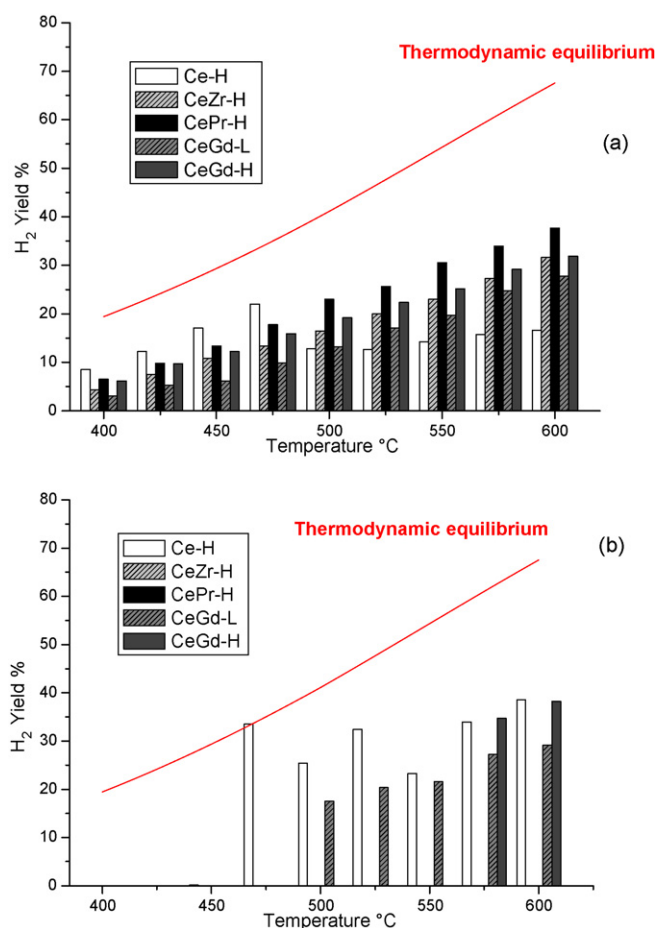 80
70
60
50
40
30
20
10
0
H2 Yield %
Thermodynamic equilibrium
Ce-H
CeZr-H
CePr-H
CeGd-L
CeGd-H
(a)
400 450 500 550 600
Temperature °C
80
70
60
50
40
30
20
10
0
H2 Yield %
Thermodynamic equilibrium
(b)
Ce-H
CeZr-H
CePr-H
CeGd-L
CeGd-H
400 450 500 550 600
Temperature °C